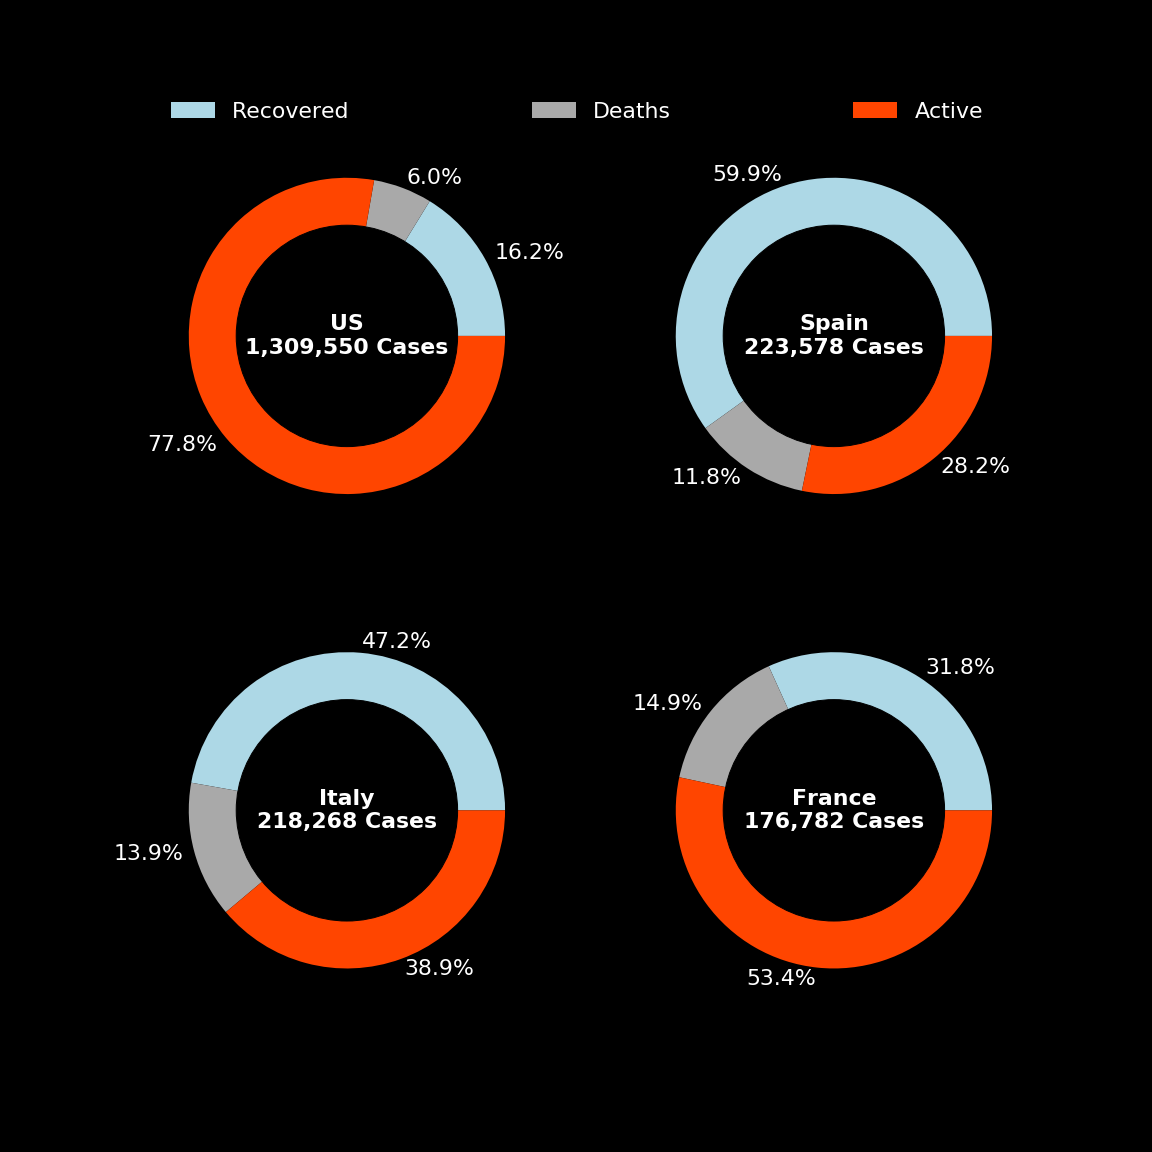 Recovered
Deaths
Active
6.0%
16.2%
US
1,309,550 Cases
77.8%
59.9%
Spain
223,578 Cases
11.8%
28.2%
47.2%
Italy
218,268 Cases
13.9%
38.9%
31.8%
14.9%
France
176,782 Cases
53.4%